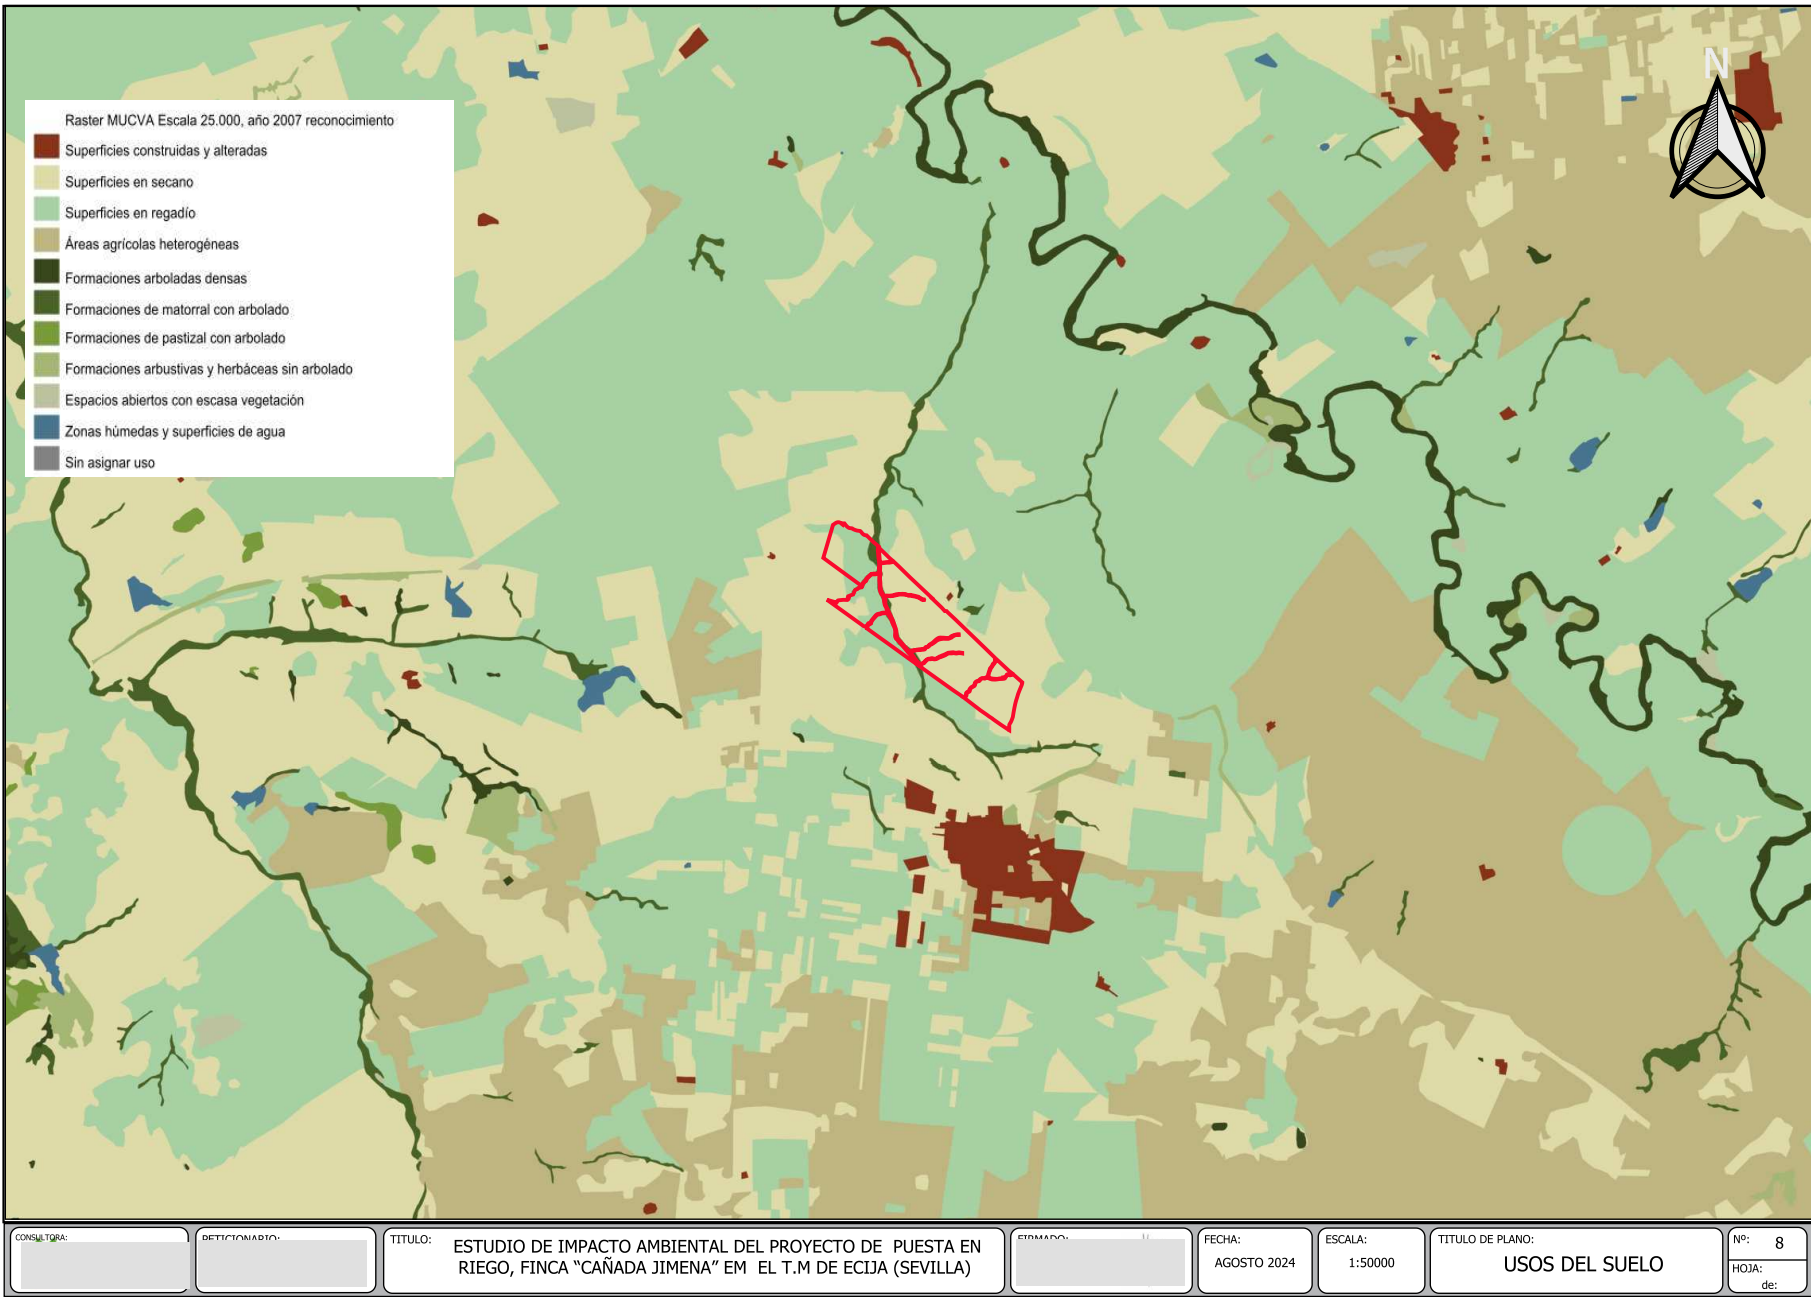 N
Raster MUCVA Escala 25.000, año 2007 reconocimiento
Superficies construidas y alteradas
Superficies en secano
Superficies en regadío
Áreas agrícolas heterogéneas
Formaciones arboladas densas
Formaciones de matorral con arbolado
Formaciones de pastizal con arbolado
Formaciones arbustivas y herbáceas sin arbolado
Espacios abiertos con escasa vegetación
Zonas húmedas y superficies de agua
Sin asignar uso
CONSULTORA:
PETICIONARIO:
TITULO:
ESTUDIO DE IMPACTO AMBIENTAL DEL PROYECTO DE PUESTA EN
RIEGO, FINCA “CAÑADA JIMENA” EM EL T.M DE ECIJA (SEVILLA)
FIRMADO:
FECHA:
AGOSTO 2024
ESCALA:
1:50000
TITULO DE PLANO:
USOS DEL SUELO
Nº: 8
HOJA:
de: